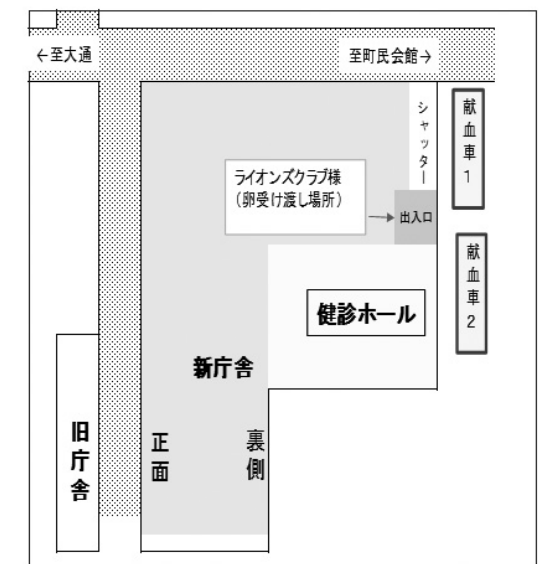 ←至大通
至町民会館→
シャッター
献血車1
ライオンズクラブ様
(卵受け渡し場所)
出入口
献血車2
健診ホール
新庁舎
旧庁舎
正面
裏側